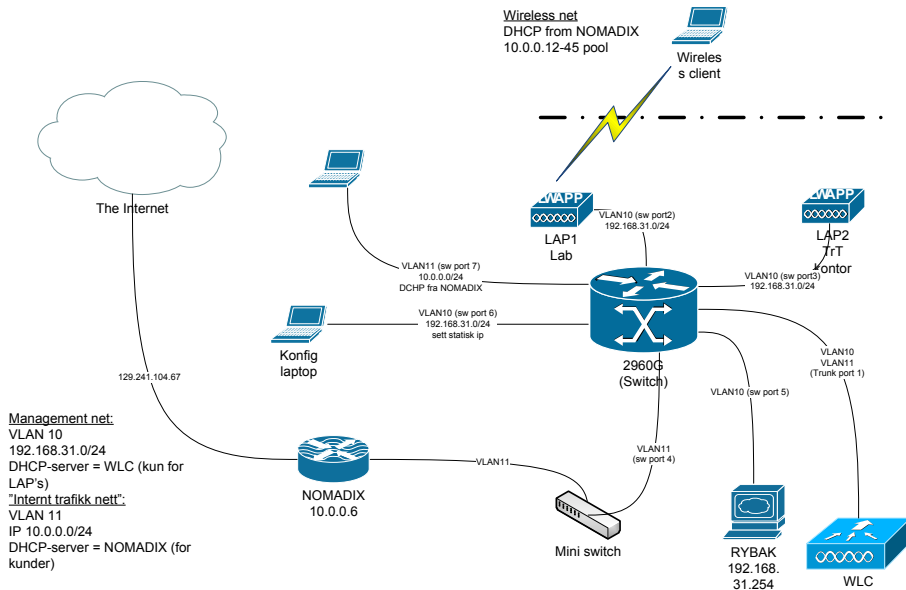 Wireless net
DHCP from NOMADIX
10.0.0.12-45 pool
Wireles
s client
The Internet
LWAPP
LAP1
Lab
VLAN10 (sw port2)
192.168.31.0/24
LWAPP
LAP2
TrT
kontor
VLAN11 (sw port 7)
10.0.0.0/24
DCHP fra NOMADIX
VLAN10 (sw port3)
192.168.31.0/24
VLAN10 (sw port 6)
192.168.31.0/24
sett statisk ip
Konfig
laptop
2960G
(Switch)
VLAN10
VLAN11
(Trunk port 1)
129.241.104.67
VLAN10 (sw port 5)
Management net:
VLAN 10
192.168.31.0/24
DHCP-server = WLC (kun for
LAP's)
"Internt trafikk nett":
VLAN 11
IP 10.0.0.0/24
DHCP-server = NOMADIX (for
kunder)
VLAN11
(sw port 4)
VLAN11
NOMADIX
10.0.0.6
Mini switch
RYBAK
192.168.
31.254
WLC